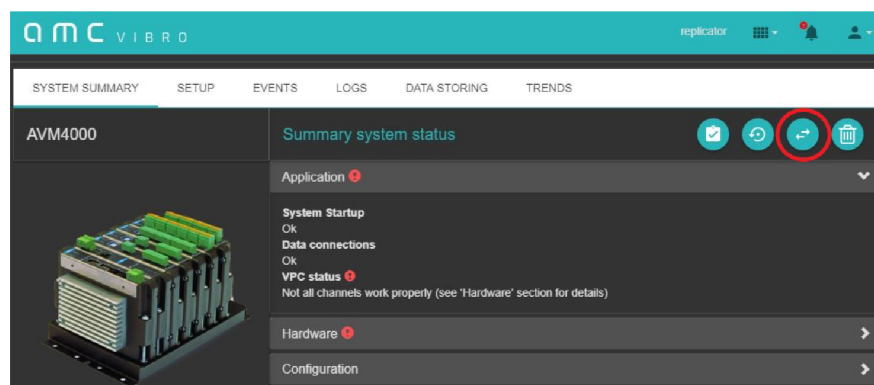 amc VIBRO
replicator
SYSTEM SUMMARY SETUP EVENTS LOGS DATA STORING TRENDS
AVM4000
Summary system status
Application
System Startup
Ok
Data connections
Ok
VPC status
Not all channels work properly (see 'Hardware' section for details)
Hardware
Configuration